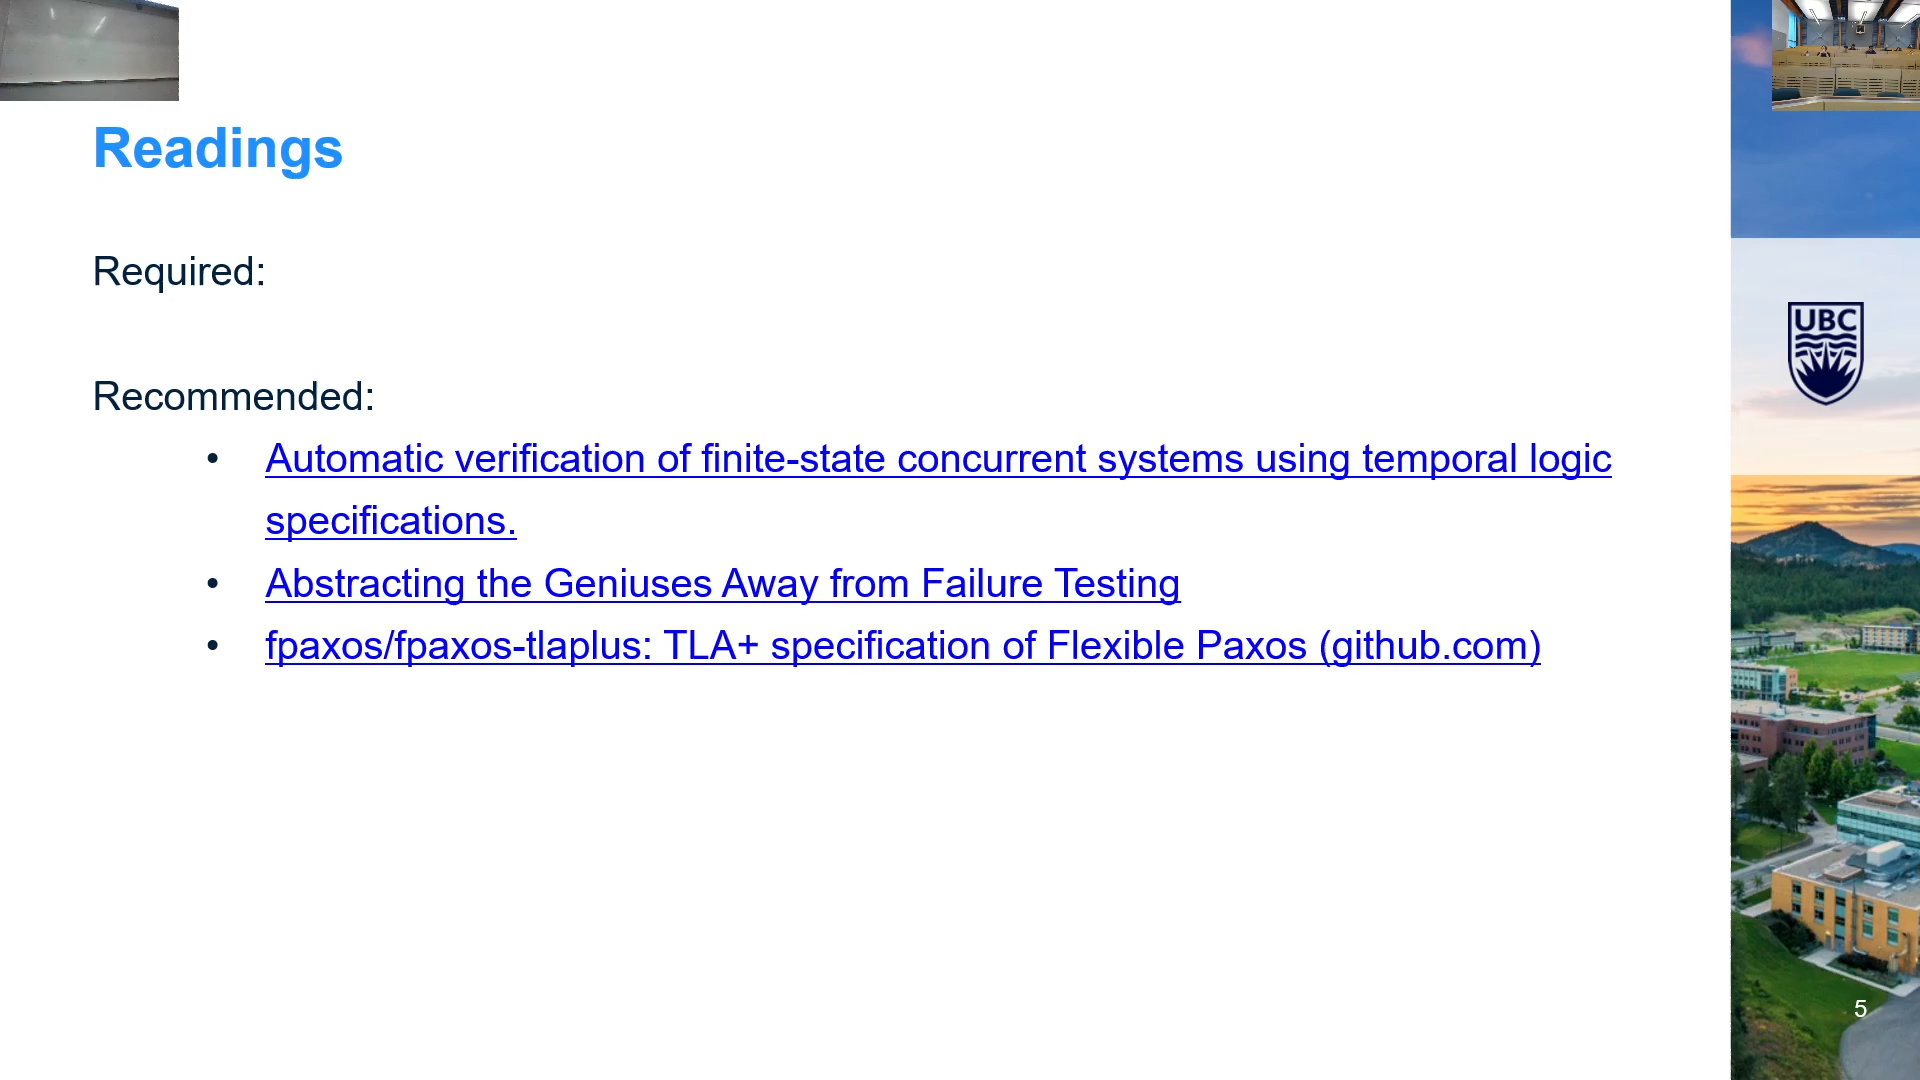 Readings
Required:
Recommended:
• Automatic verification of finite-state concurrent systems using temporal logic
specifications.
• Abstracting the Geniuses Away from Failure Testing
• fpaxos/fpaxos-tlaplus: TLA+ specification of Flexible Paxos (github.com)
UBC
5